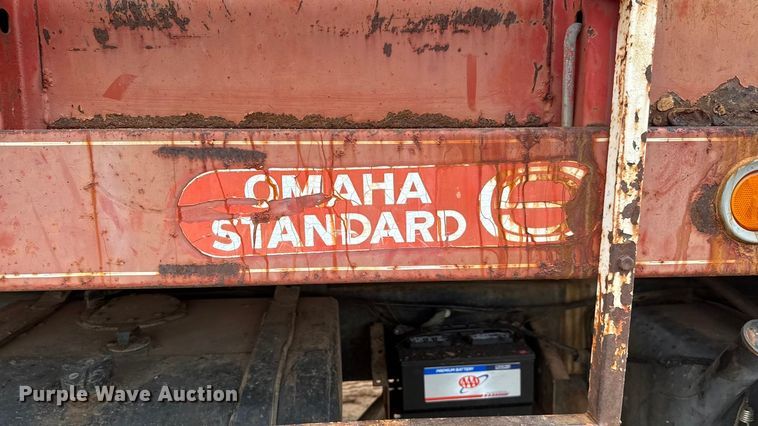 OMAHA
STANDARD
PREMIUM BATTERY
AAA
Purple Wave Auction